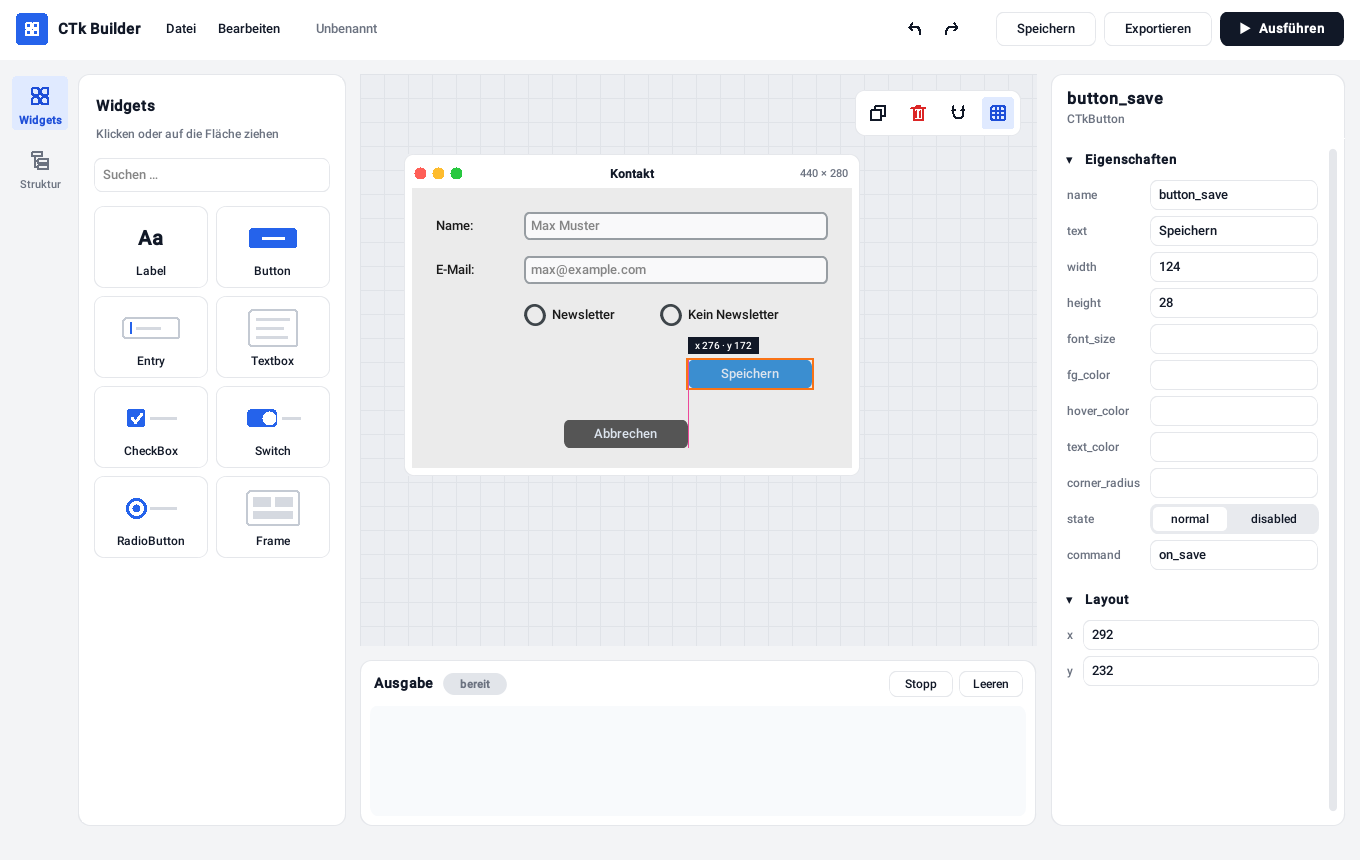 CTk Builder Datei Bearbeiten Unbenannt Speichern Exportieren Ausführen
Widgets
Struktur
Widgets
Klicken oder auf die Fläche ziehen
Suchen …
Aa
Label
Button
Entry
Textbox
CheckBox
Switch
RadioButton
Frame
Kontakt 440 × 280
Name: Max Muster
E-Mail: max@example.com
Newsletter Kein Newsletter
x 276 · y 172
Speichern
Abbrechen
Ausgabe bereit Stopp Leeren
button_save
CTkButton
▼ Eigenschaften
name button_save
text Speichern
width 124
height 28
font_size
fg_color
hover_color
text_color
corner_radius
state normal disabled
command on_save
▼ Layout
x 292
y 232